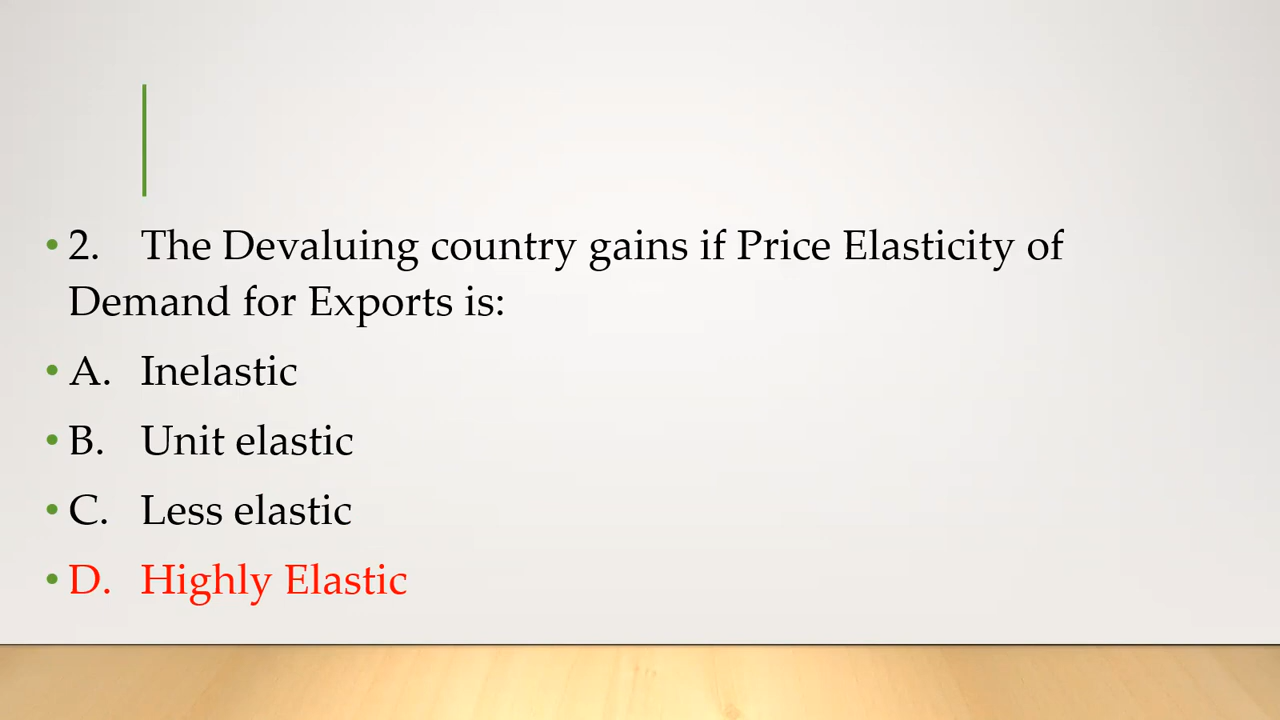 • 2. The Devaluing country gains if Price Elasticity of
Demand for Exports is:
• A. Inelastic
• B. Unit elastic
• C. Less elastic
• D. Highly Elastic